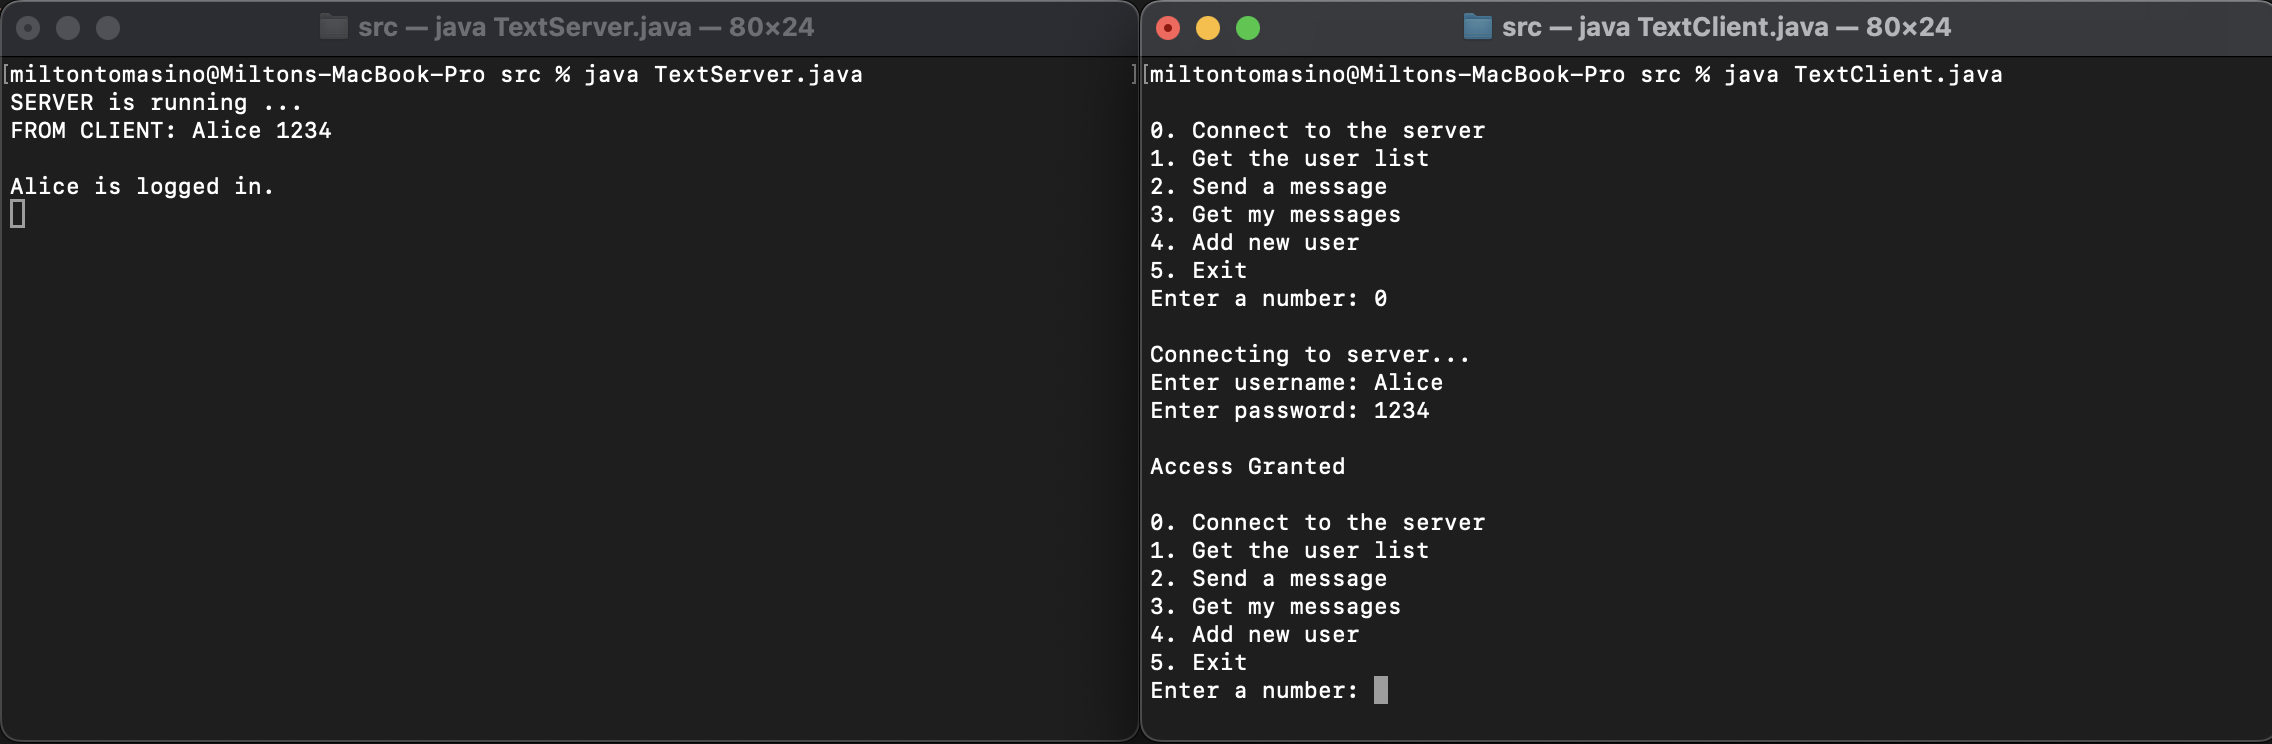 src — java TextServer.java — 80×24
[miltontomasino@Miltons-MacBook-Pro src % java TextServer.java ]
SERVER is running ...
FROM CLIENT: Alice 1234
Alice is logged in.
src — java TextClient.java — 80×24
[miltontomasino@Miltons-MacBook-Pro src % java TextClient.java
0. Connect to the server
1. Get the user list
2. Send a message
3. Get my messages
4. Add new user
5. Exit
Enter a number: 0
Connecting to server...
Enter username: Alice
Enter password: 1234
Access Granted
0. Connect to the server
1. Get the user list
2. Send a message
3. Get my messages
4. Add new user
5. Exit
Enter a number: